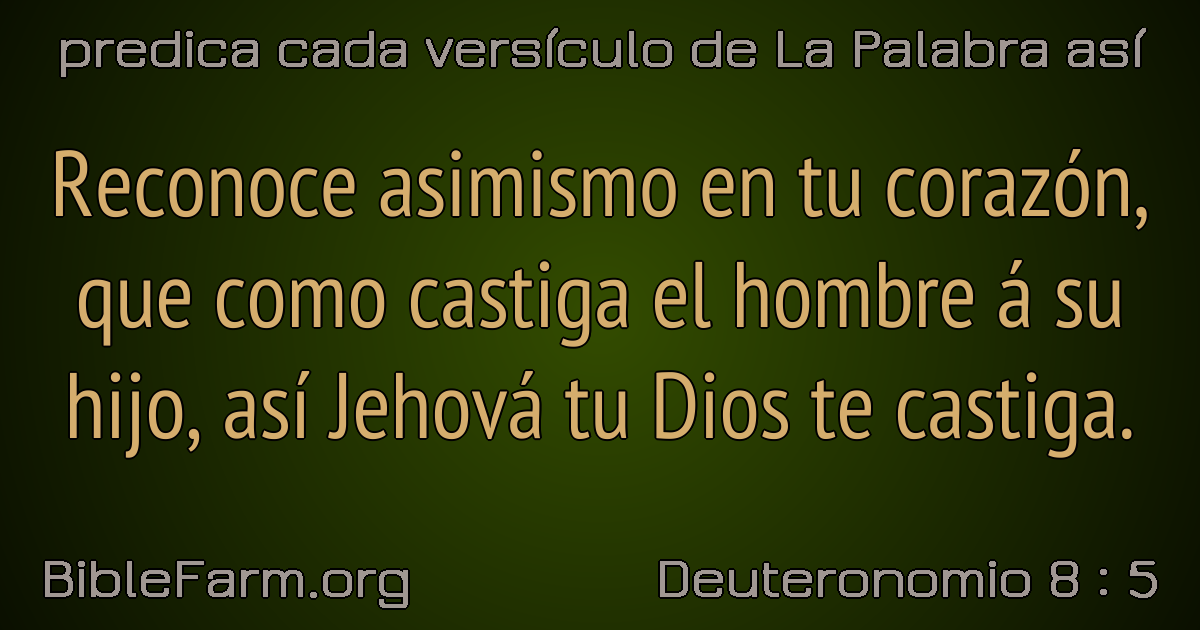 predica cada versículo de La Palabra así
Reconoce asimismo en tu corazón,
que como castiga el hombre á su
hijo, así Jehová tu Dios te castiga.
BibleFarm.org
Deuteronomio 8 : 5